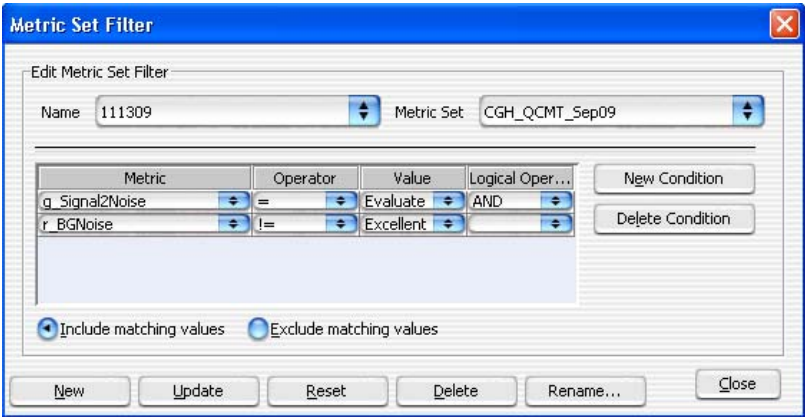 Metric Set Filter
Edit Metric Set Filter
Name 111309 Metric Set CGH_QCMT_Sep09
Metric Operator Value Logical Oper...
g_Signal2Noise = Evaluate AND
r_BGNoise != Excellent
New Condition
Delete Condition
Include matching values Exclude matching values
New Update Reset Delete Rename... Close